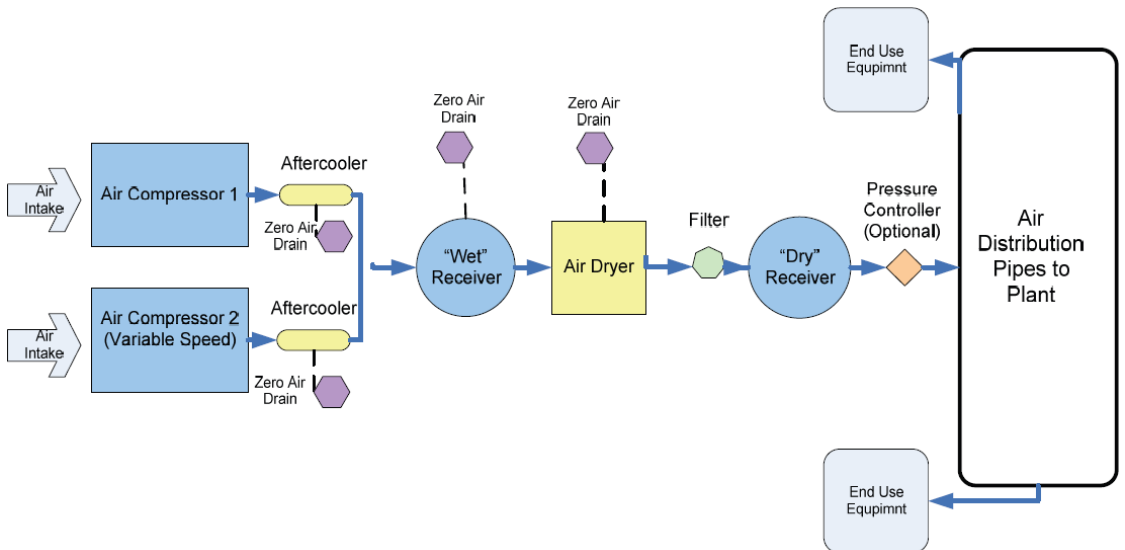 Air
Intake
Air Compressor 1
Aftercooler
Zero Air
Drain
Air
Intake
Air Compressor 2
(Variable Speed)
Aftercooler
Zero Air
Drain
Zero Air
Drain
"Wet"
Receiver
Zero Air
Drain
Air Dryer
Filter
"Dry"
Receiver
Pressure
Controller
(Optional)
End Use
Equpimnt
Air
Distribution
Pipes to
Plant
End Use
Equpimnt